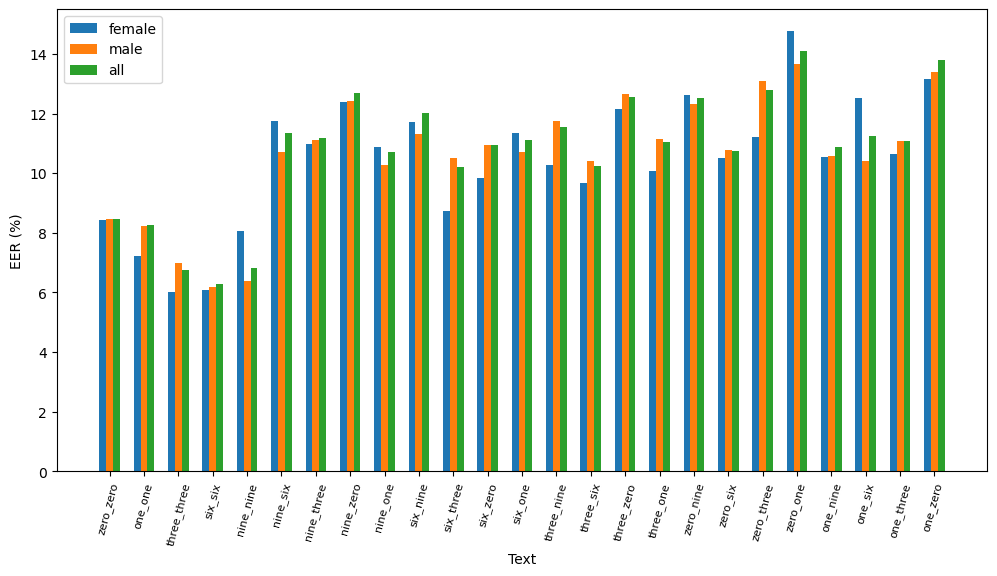 female
male
all
EER (%)
14
12
10
8
6
4
2
0
zero_zero
one_one
three_three
six_six
nine_nine
nine_six
nine_three
nine_zero
nine_one
six_nine
six_three
six_zero
six_one
three_nine
three_six
three_zero
three_one
zero_nine
zero_six
zero_three
zero_one
one_nine
one_six
one_three
one_zero
Text